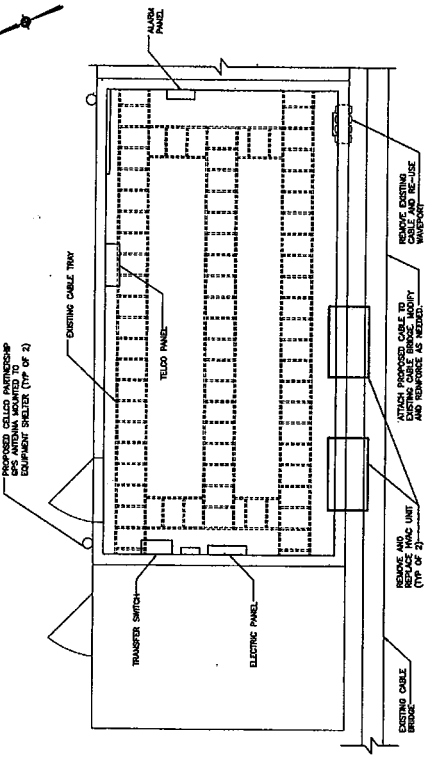 PROPOSED CELLCO PARTNERSHIP
GPS ANTENNA MOUNTED TO
EQUIPMENT SHELTER (TYP OF 2)
EXISTING CABLE TRAY
ALARM
PANEL
TELCO PANEL
TRANSFER SWITCH
ELECTRIC PANEL
EXISTING CABLE
BRIDGE
REMOVE AND
REPLACE HVAC UNIT
(TYP OF 2)
ATTACH PROPOSED CABLE TO
EXISTING CABLE BRIDGE. MODIFY
AND REINFORCE AS NEEDED.
REMOVE EXISTING
CABLE AND RE-USE
WAVEPORT